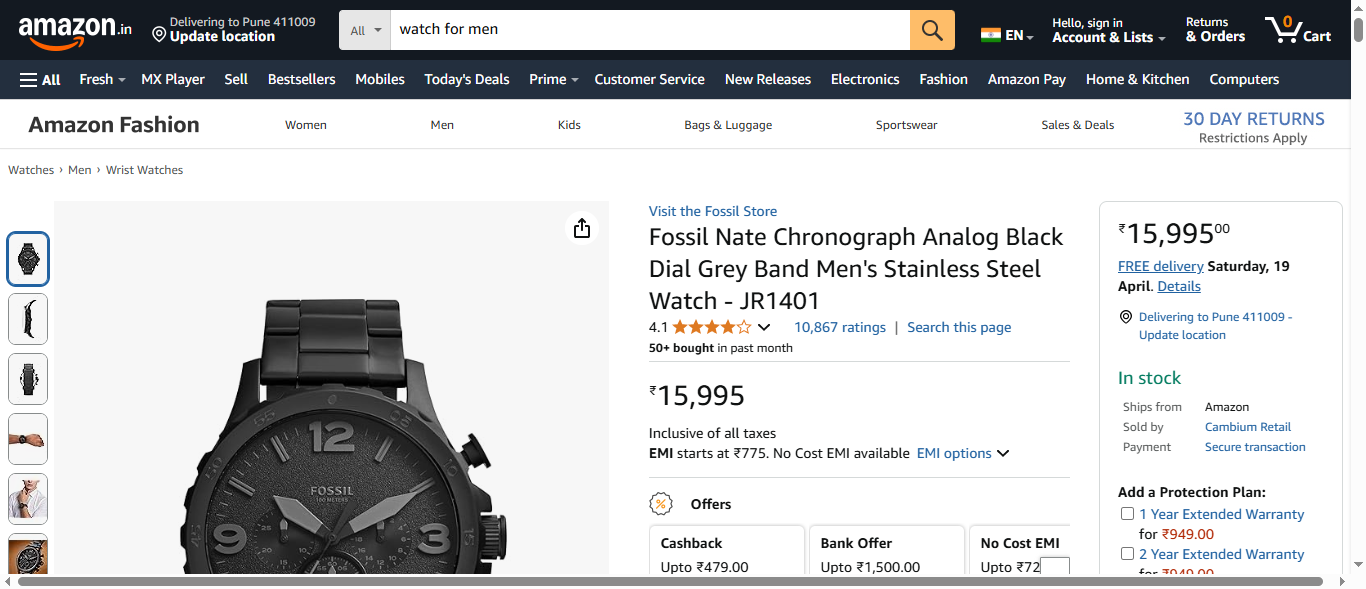 amazon.in
Delivering to Pune 411009
Update location
All
watch for men
EN
Hello, sign in
Account & Lists
Returns
& Orders
0
Cart
All
Fresh
MX Player
Sell
Bestsellers
Mobiles
Today's Deals
Prime
Customer Service
New Releases
Electronics
Fashion
Amazon Pay
Home & Kitchen
Computers
Amazon Fashion
Women
Men
Kids
Bags & Luggage
Sportswear
Sales & Deals
30 DAY RETURNS
Restrictions Apply
Watches › Men › Wrist Watches
Visit the Fossil Store
Fossil Nate Chronograph Analog Black
Dial Grey Band Men's Stainless Steel
Watch - JR1401
4.1
10,867 ratings | Search this page
50+ bought in past month
₹15,995
Inclusive of all taxes
EMI starts at ₹775. No Cost EMI available EMI options
Offers
Cashback
Upto ₹479.00
Bank Offer
Upto ₹1,500.00
No Cost EMI
Upto ₹72
₹15,99500
FREE delivery Saturday, 19
April. Details
Delivering to Pune 411009 -
Update location
In stock
Ships from Amazon
Sold by Cambium Retail
Payment Secure transaction
Add a Protection Plan:
1 Year Extended Warranty
for ₹949.00
2 Year Extended Warranty
for ₹949.00
55
05
12
FOSSIL
100 METERS
9
3
45
15